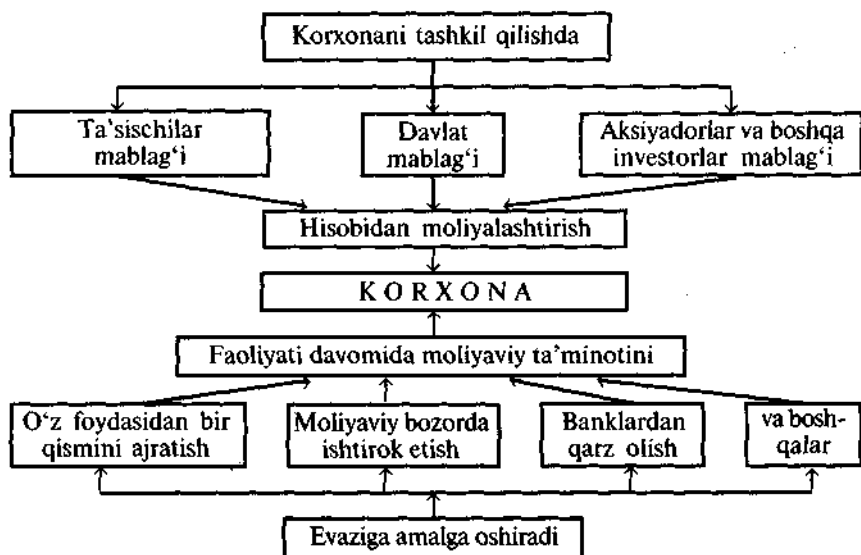 Korxonani tashkil qilishda
Ta’sischilar
mablag‘i
Davlat
mablag‘i
Aksiyadorlar va boshqa
investorlar mablag‘i
Hisobidan moliyalashtirish
K O R X O N A
Faoliyati davomida moliyaviy ta’minotini
O‘z foydasidan bir
qismini ajratish
Moliyaviy bozorda
ishtirok etish
Banklardan
qarz olish
va bosh-
qalar
Evaziga amalga oshiradi